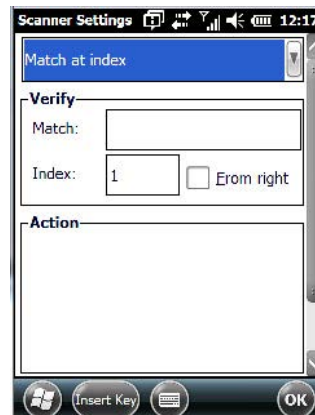 Scanner Settings 12:17
Match at index
Verify
Match:
Index: 1 From right
Action
Insert Key OK